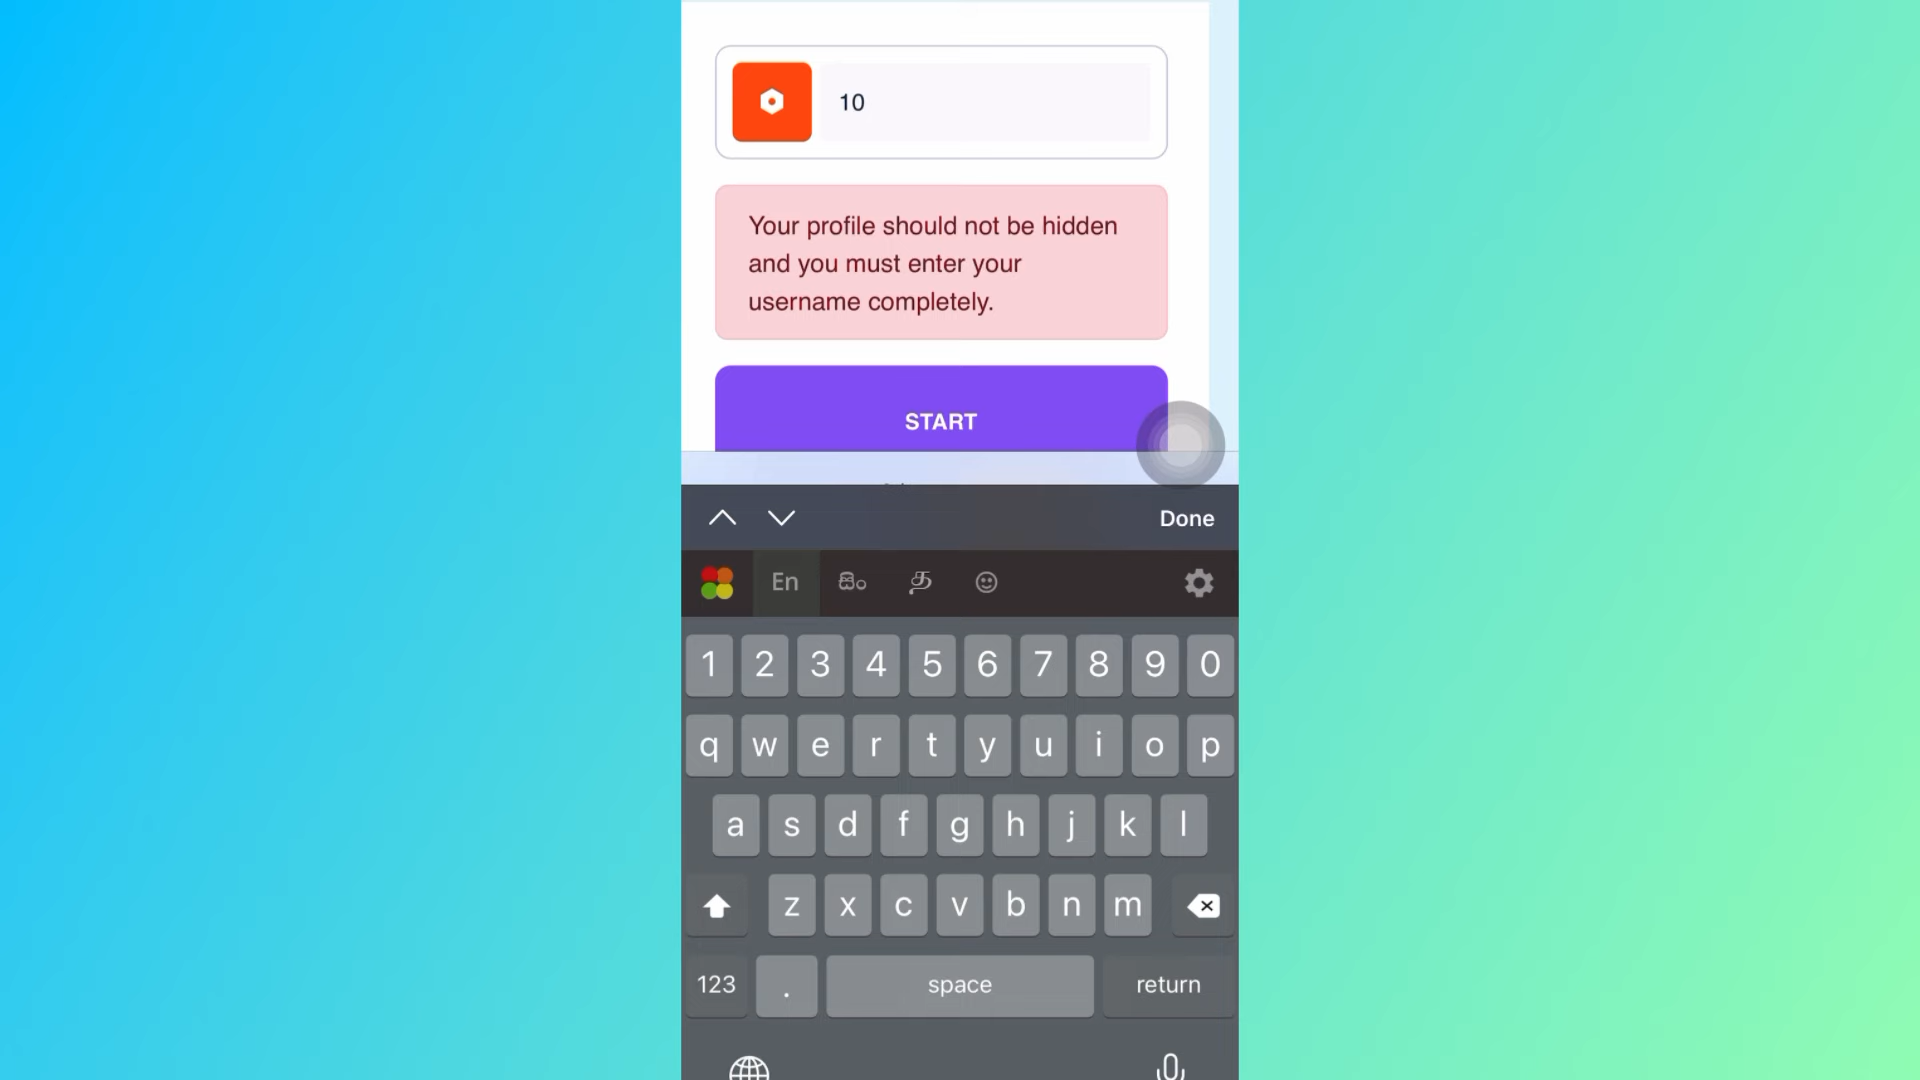 10
Your profile should not be hidden
and you must enter your
username completely.
START
Done
En සිං த
1 2 3 4 5 6 7 8 9 0
q w e r t y u i o p
a s d f g h j k l
z x c v b n m
123 . space return